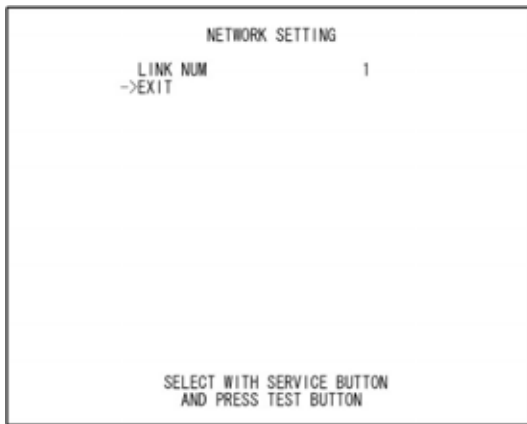 NETWORK SETTING
LINK NUM 1
->EXIT
SELECT WITH SERVICE BUTTON
AND PRESS TEST BUTTON